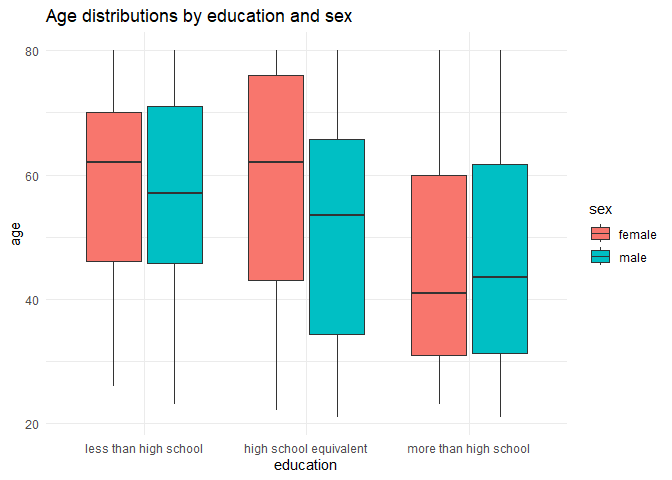 Age distributions by education and sex
80
60
40
20
age
less than high school
high school equivalent
more than high school
education
sex
female
male